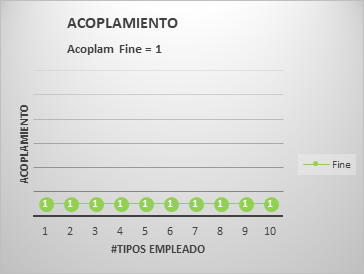 ACOPLAMIENTO
Acoplam Fine = 1
ACOPLAMIENTO
1 1 1 1 1 1 1 1 1 1
Fine
1 2 3 4 5 6 7 8 9 10
#TIPOS EMPLEADO